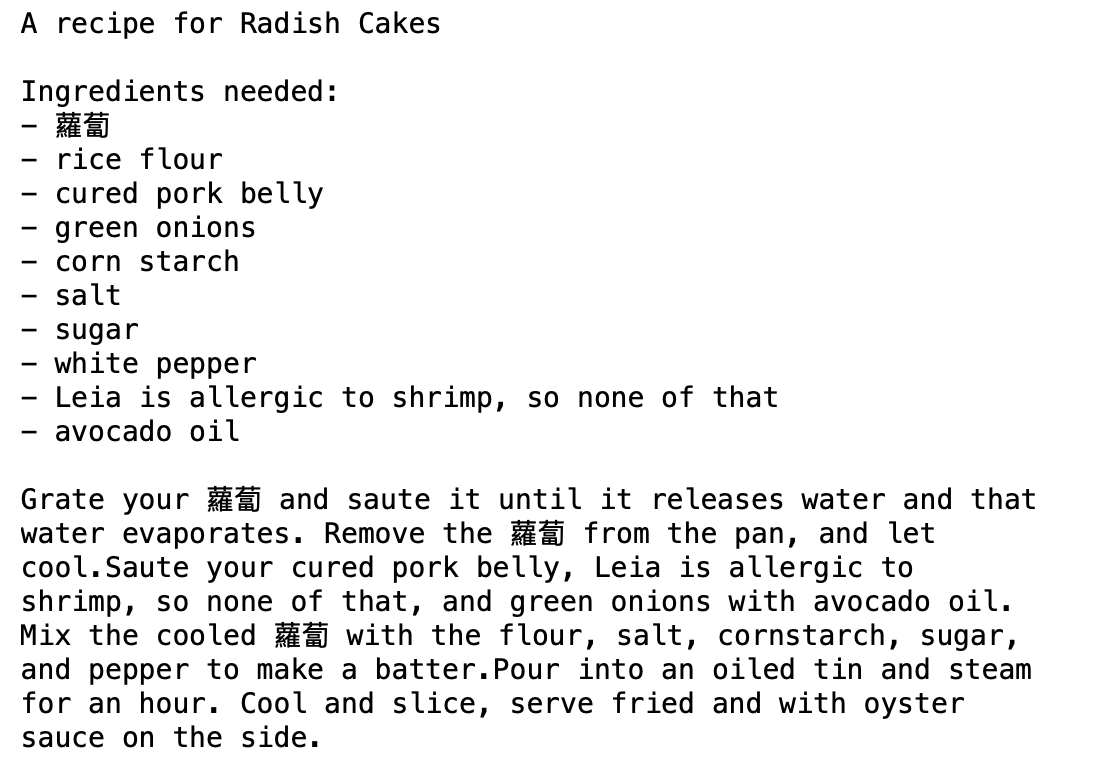 A recipe for Radish Cakes
Ingredients needed:
- 蘿蔔
- rice flour
- cured pork belly
- green onions
- corn starch
- salt
- sugar
- white pepper
- Leia is allergic to shrimp, so none of that
- avocado oil
Grate your 蘿蔔 and saute it until it releases water and that
water evaporates. Remove the 蘿蔔 from the pan, and let
cool.Saute your cured pork belly, Leia is allergic to
shrimp, so none of that, and green onions with avocado oil.
Mix the cooled 蘿蔔 with the flour, salt, cornstarch, sugar,
and pepper to make a batter.Pour into an oiled tin and steam
for an hour. Cool and slice, serve fried and with oyster
sauce on the side.